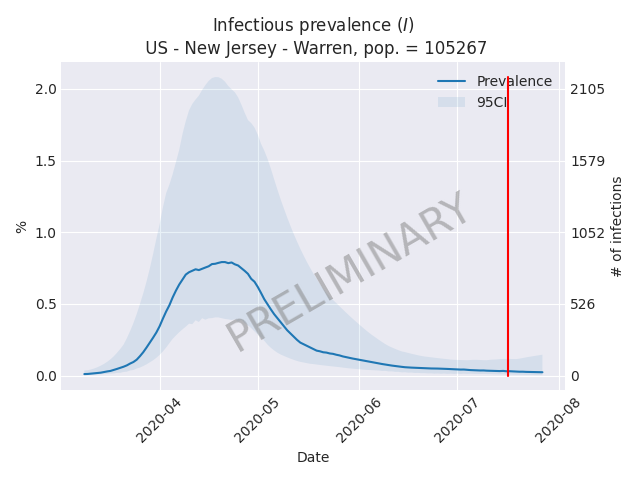 Infectious prevalence (I)
US - New Jersey - Warren, pop. = 105267
Prevalence
95CI
2.0
1.5
1.0
0.5
0.0
%
2105
1579
1052
526
0
# of infections
PRELIMINARY
2020-04
2020-05
2020-06
2020-07
2020-08
Date